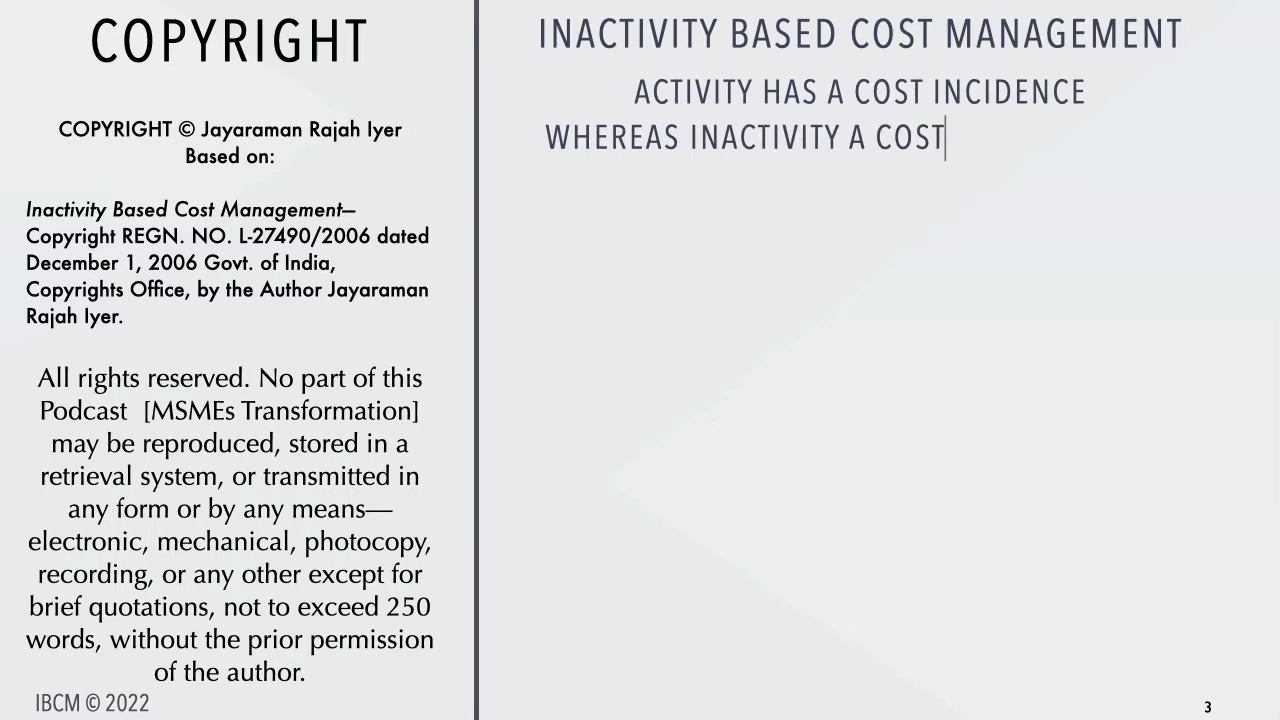 COPYRIGHT
COPYRIGHT © Jayaraman Rajah Iyer
Based on:
Inactivity Based Cost Management—
Copyright REGN. NO. L-27490/2006 dated
December 1, 2006 Govt. of India,
Copyrights Office, by the Author Jayaraman
Rajah Iyer.
All rights reserved. No part of this
Podcast [MSMEs Transformation]
may be reproduced, stored in a
retrieval system, or transmitted in
any form or by any means—
electronic, mechanical, photocopy,
recording, or any other except for
brief quotations, not to exceed 250
words, without the prior permission
of the author.
IBCM © 2022
INACTIVITY BASED COST MANAGEMENT
ACTIVITY HAS A COST INCIDENCE
WHEREAS INACTIVITY A COST
3